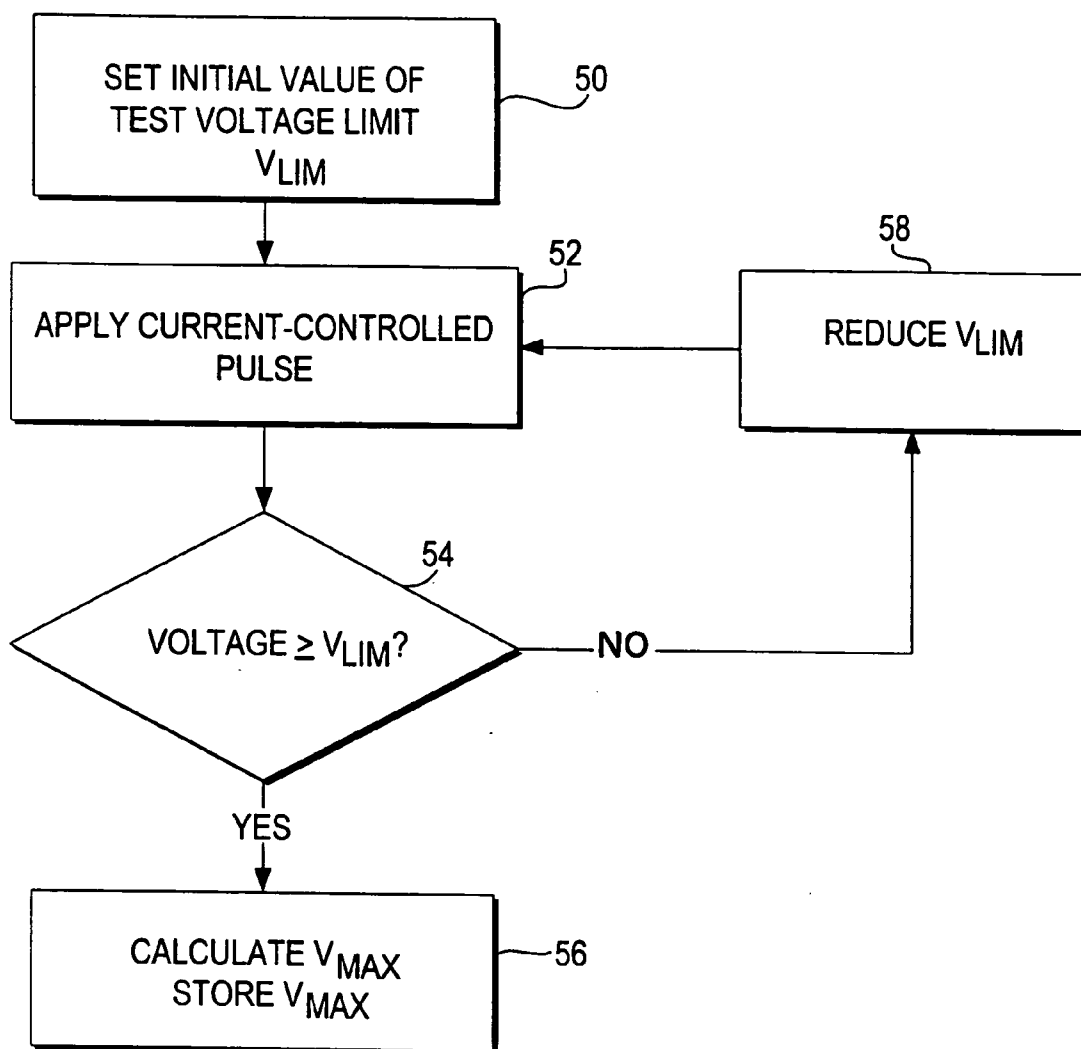 SET INITIAL VALUE OF
TEST VOLTAGE LIMIT
VLIM
50
52
APPLY CURRENT-CONTROLLED
PULSE
58
REDUCE VLIM
54
VOLTAGE ≥ VLIM?
NO
YES
CALCULATE VMAX
STORE VMAX
56